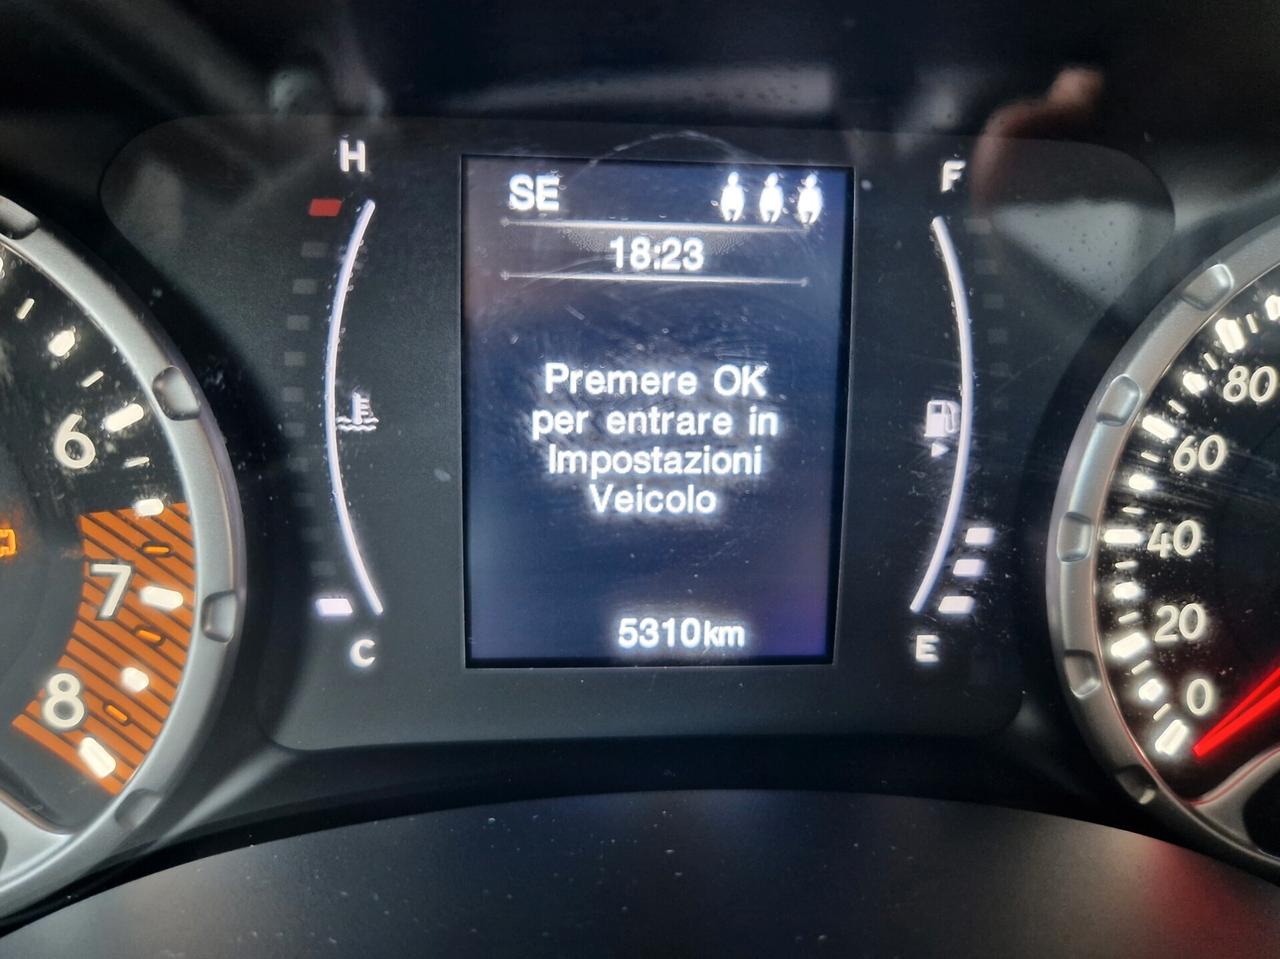 H
F
SE
18:23
Premere OK
per entrare in
Impostazioni
Veicolo
5310km
C
E
6
7
8
80
60
40
20
0